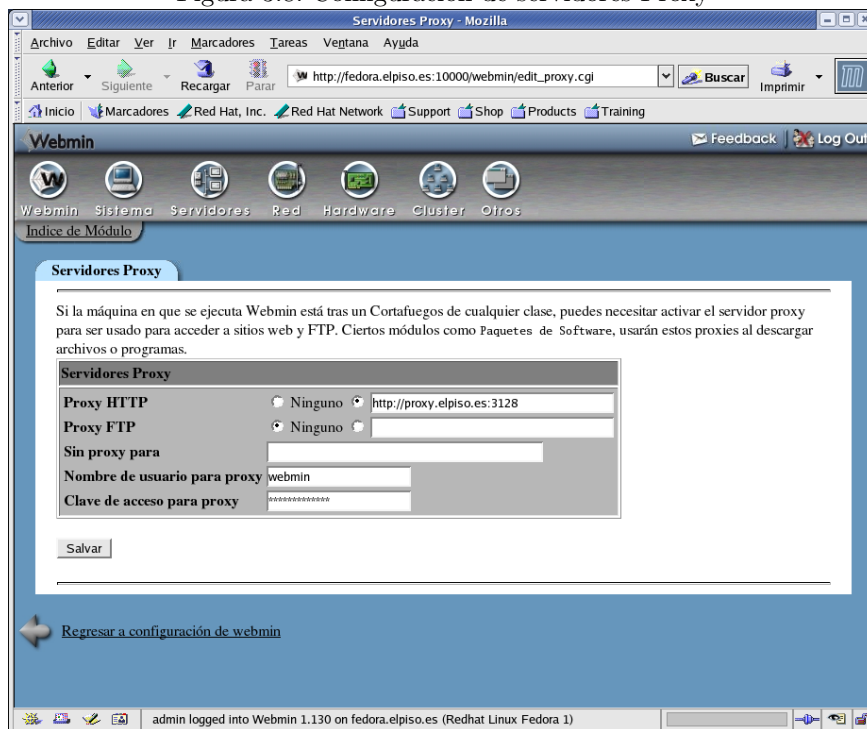 Servidores Proxy - Mozilla
Archivo Editar Ver Ir Marcadores Tareas Ventana Ayuda
Anterior Siguiente Recargar Parar http://fedora.elpiso.es:10000/webmin/edit_proxy.cgi Buscar Imprimir
Inicio Marcadores Red Hat, Inc. Red Hat Network Support Shop Products Training
Webmin Feedback Log Out
Webmin Sistema Servidores Red Hardware Cluster Otros
Indice de Módulo
Servidores Proxy
Si la máquina en que se ejecuta Webmin está tras un Cortafuegos de cualquier clase, puedes necesitar activar el servidor proxy
para ser usado para acceder a sitios web y FTP. Ciertos módulos como Paquetes de Software, usarán estos proxies al descargar
archivos o programas.
Servidores Proxy
Proxy HTTP Ninguno http://proxy.elpiso.es:3128
Proxy FTP Ninguno
Sin proxy para
Nombre de usuario para proxy webmin
Clave de acceso para proxy *************
Salvar
Regresar a configuración de webmin
admin logged into Webmin 1.130 on fedora.elpiso.es (Redhat Linux Fedora 1)